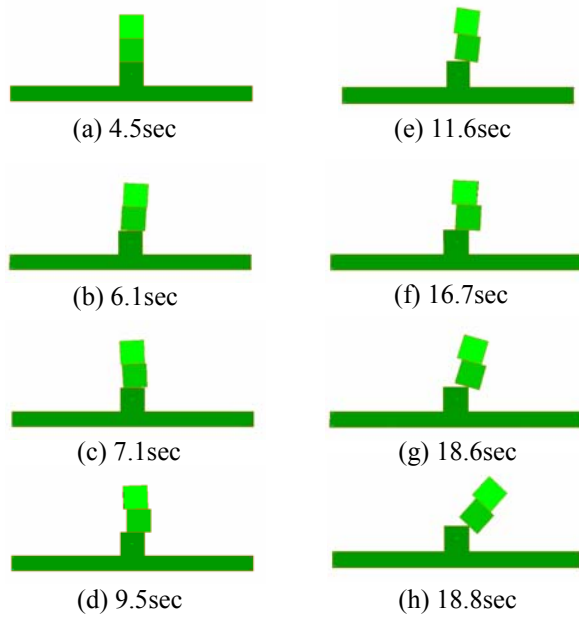 (a) 4.5sec
(b) 6.1sec
(c) 7.1sec
(d) 9.5sec
(e) 11.6sec
(f) 16.7sec
(g) 18.6sec
(h) 18.8sec